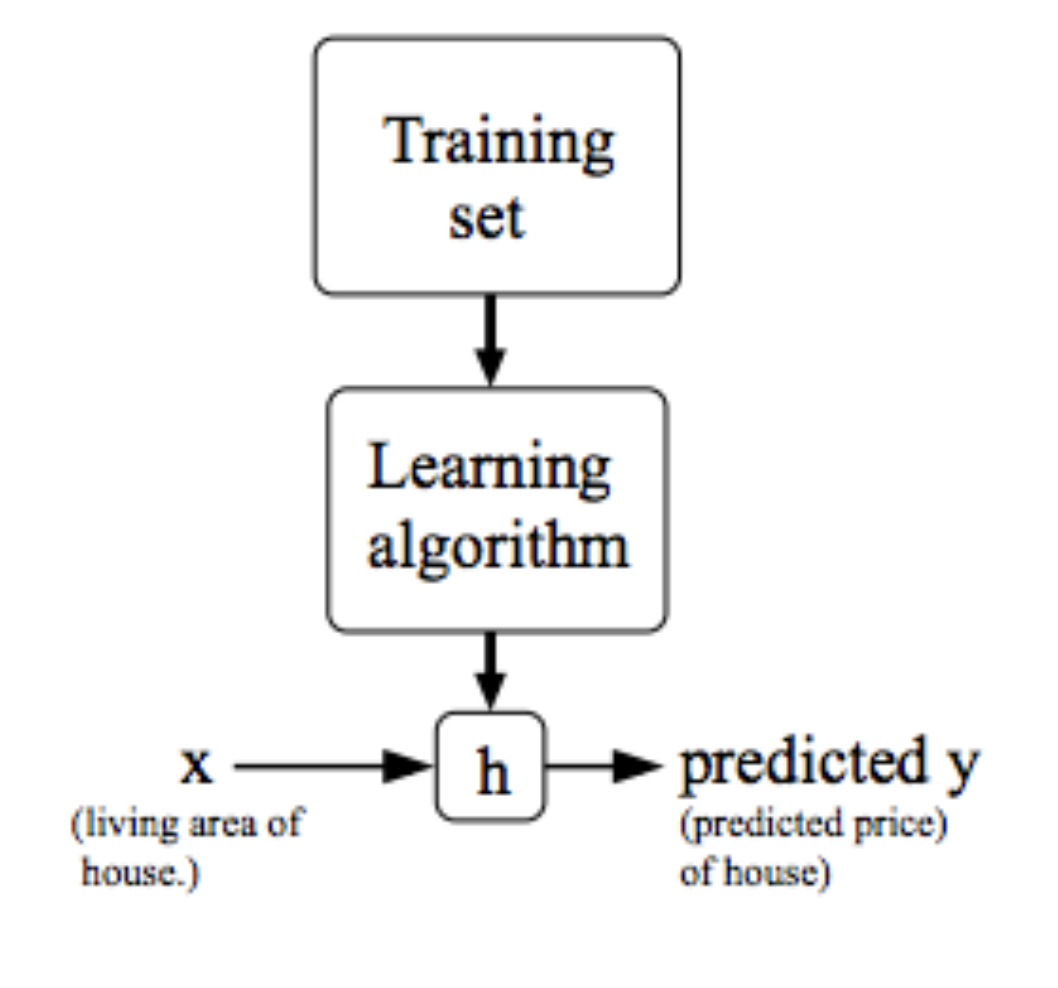 Training
set
Learning
algorithm
x
h
predicted y
(living area of
house.)
(predicted price)
of house)